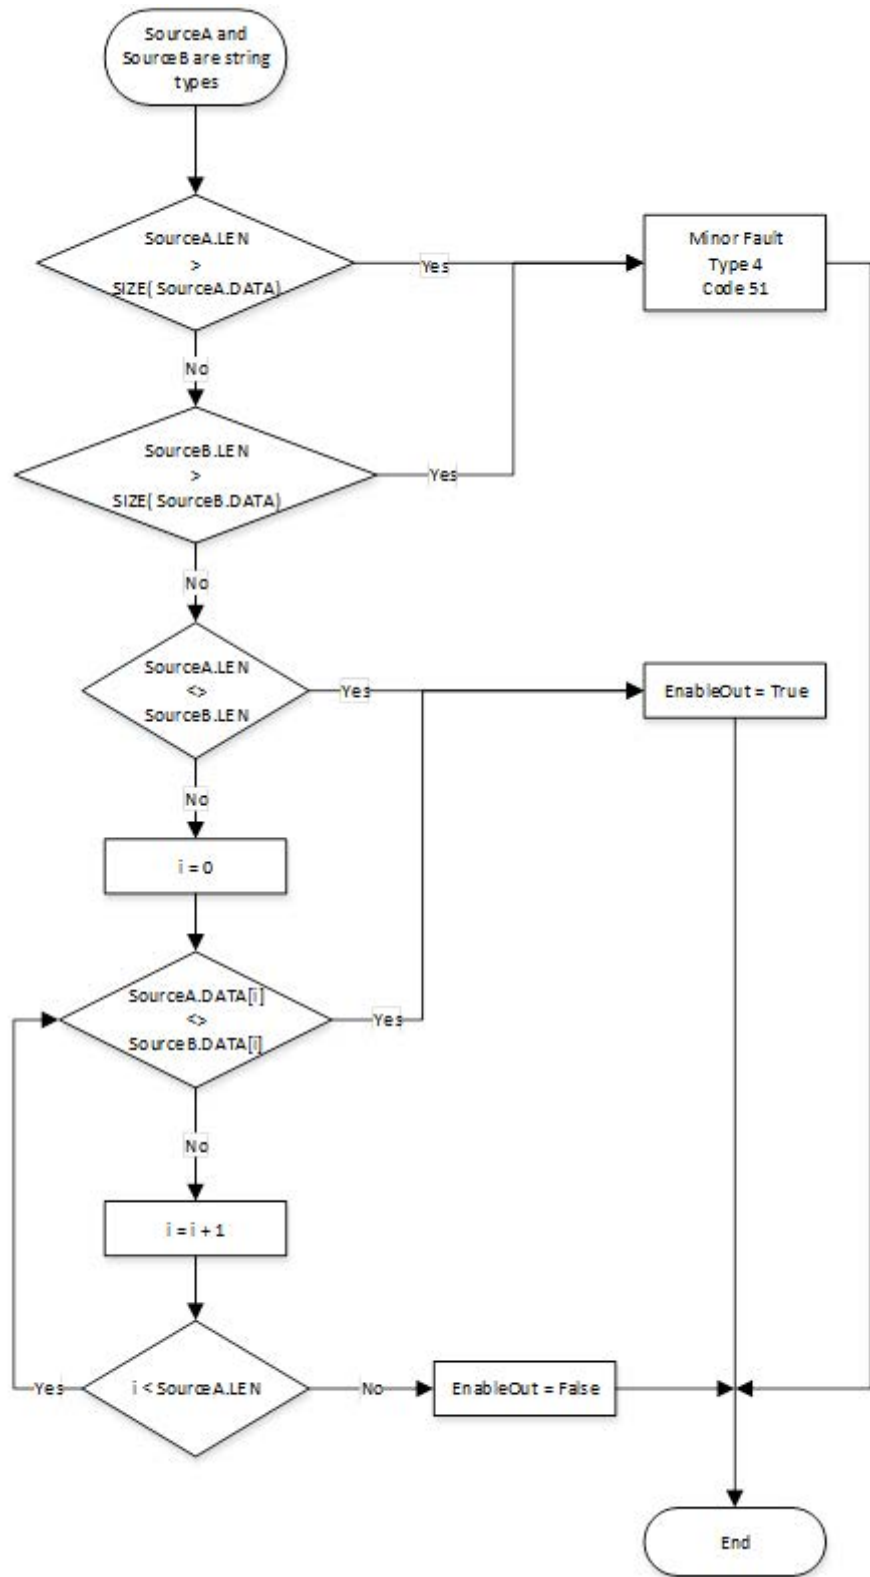 SourceA and
SourceB are string
types
SourceA.LEN
>
SIZE( SourceA.DATA)
Yes
Minor Fault
Type 4
Code 51
No
SourceB.LEN
>
SIZE( SourceB.DATA)
Yes
No
SourceA.LEN
<>
SourceB.LEN
Yes
EnableOut = True
No
i = 0
SourceA.DATA[i]
<>
SourceB.DATA[i]
Yes
No
i = i + 1
Yes
i < SourceA.LEN
No
EnableOut = False
End